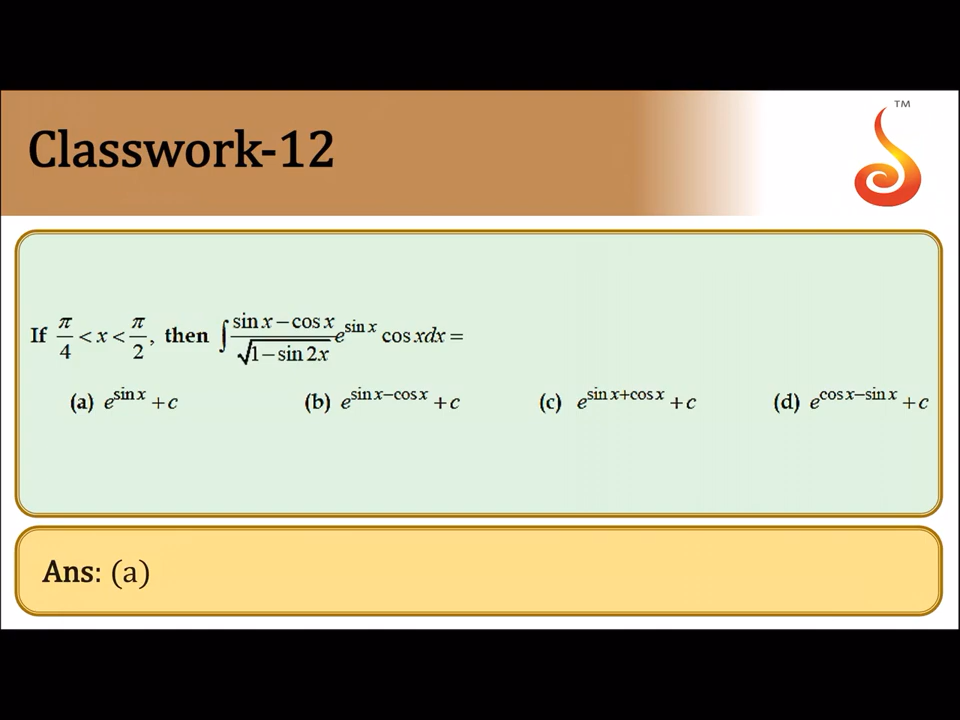 Classwork-12
TM
If π/4 < x < π/2, then ∫ (sin x − cos x)/√(1 − sin 2x) e^(sin x) cos x dx =
(a) e^(sin x) + c (b) e^(sin x − cos x) + c (c) e^(sin x + cos x) + c (d) e^(cos x − sin x) + c
Ans: (a)